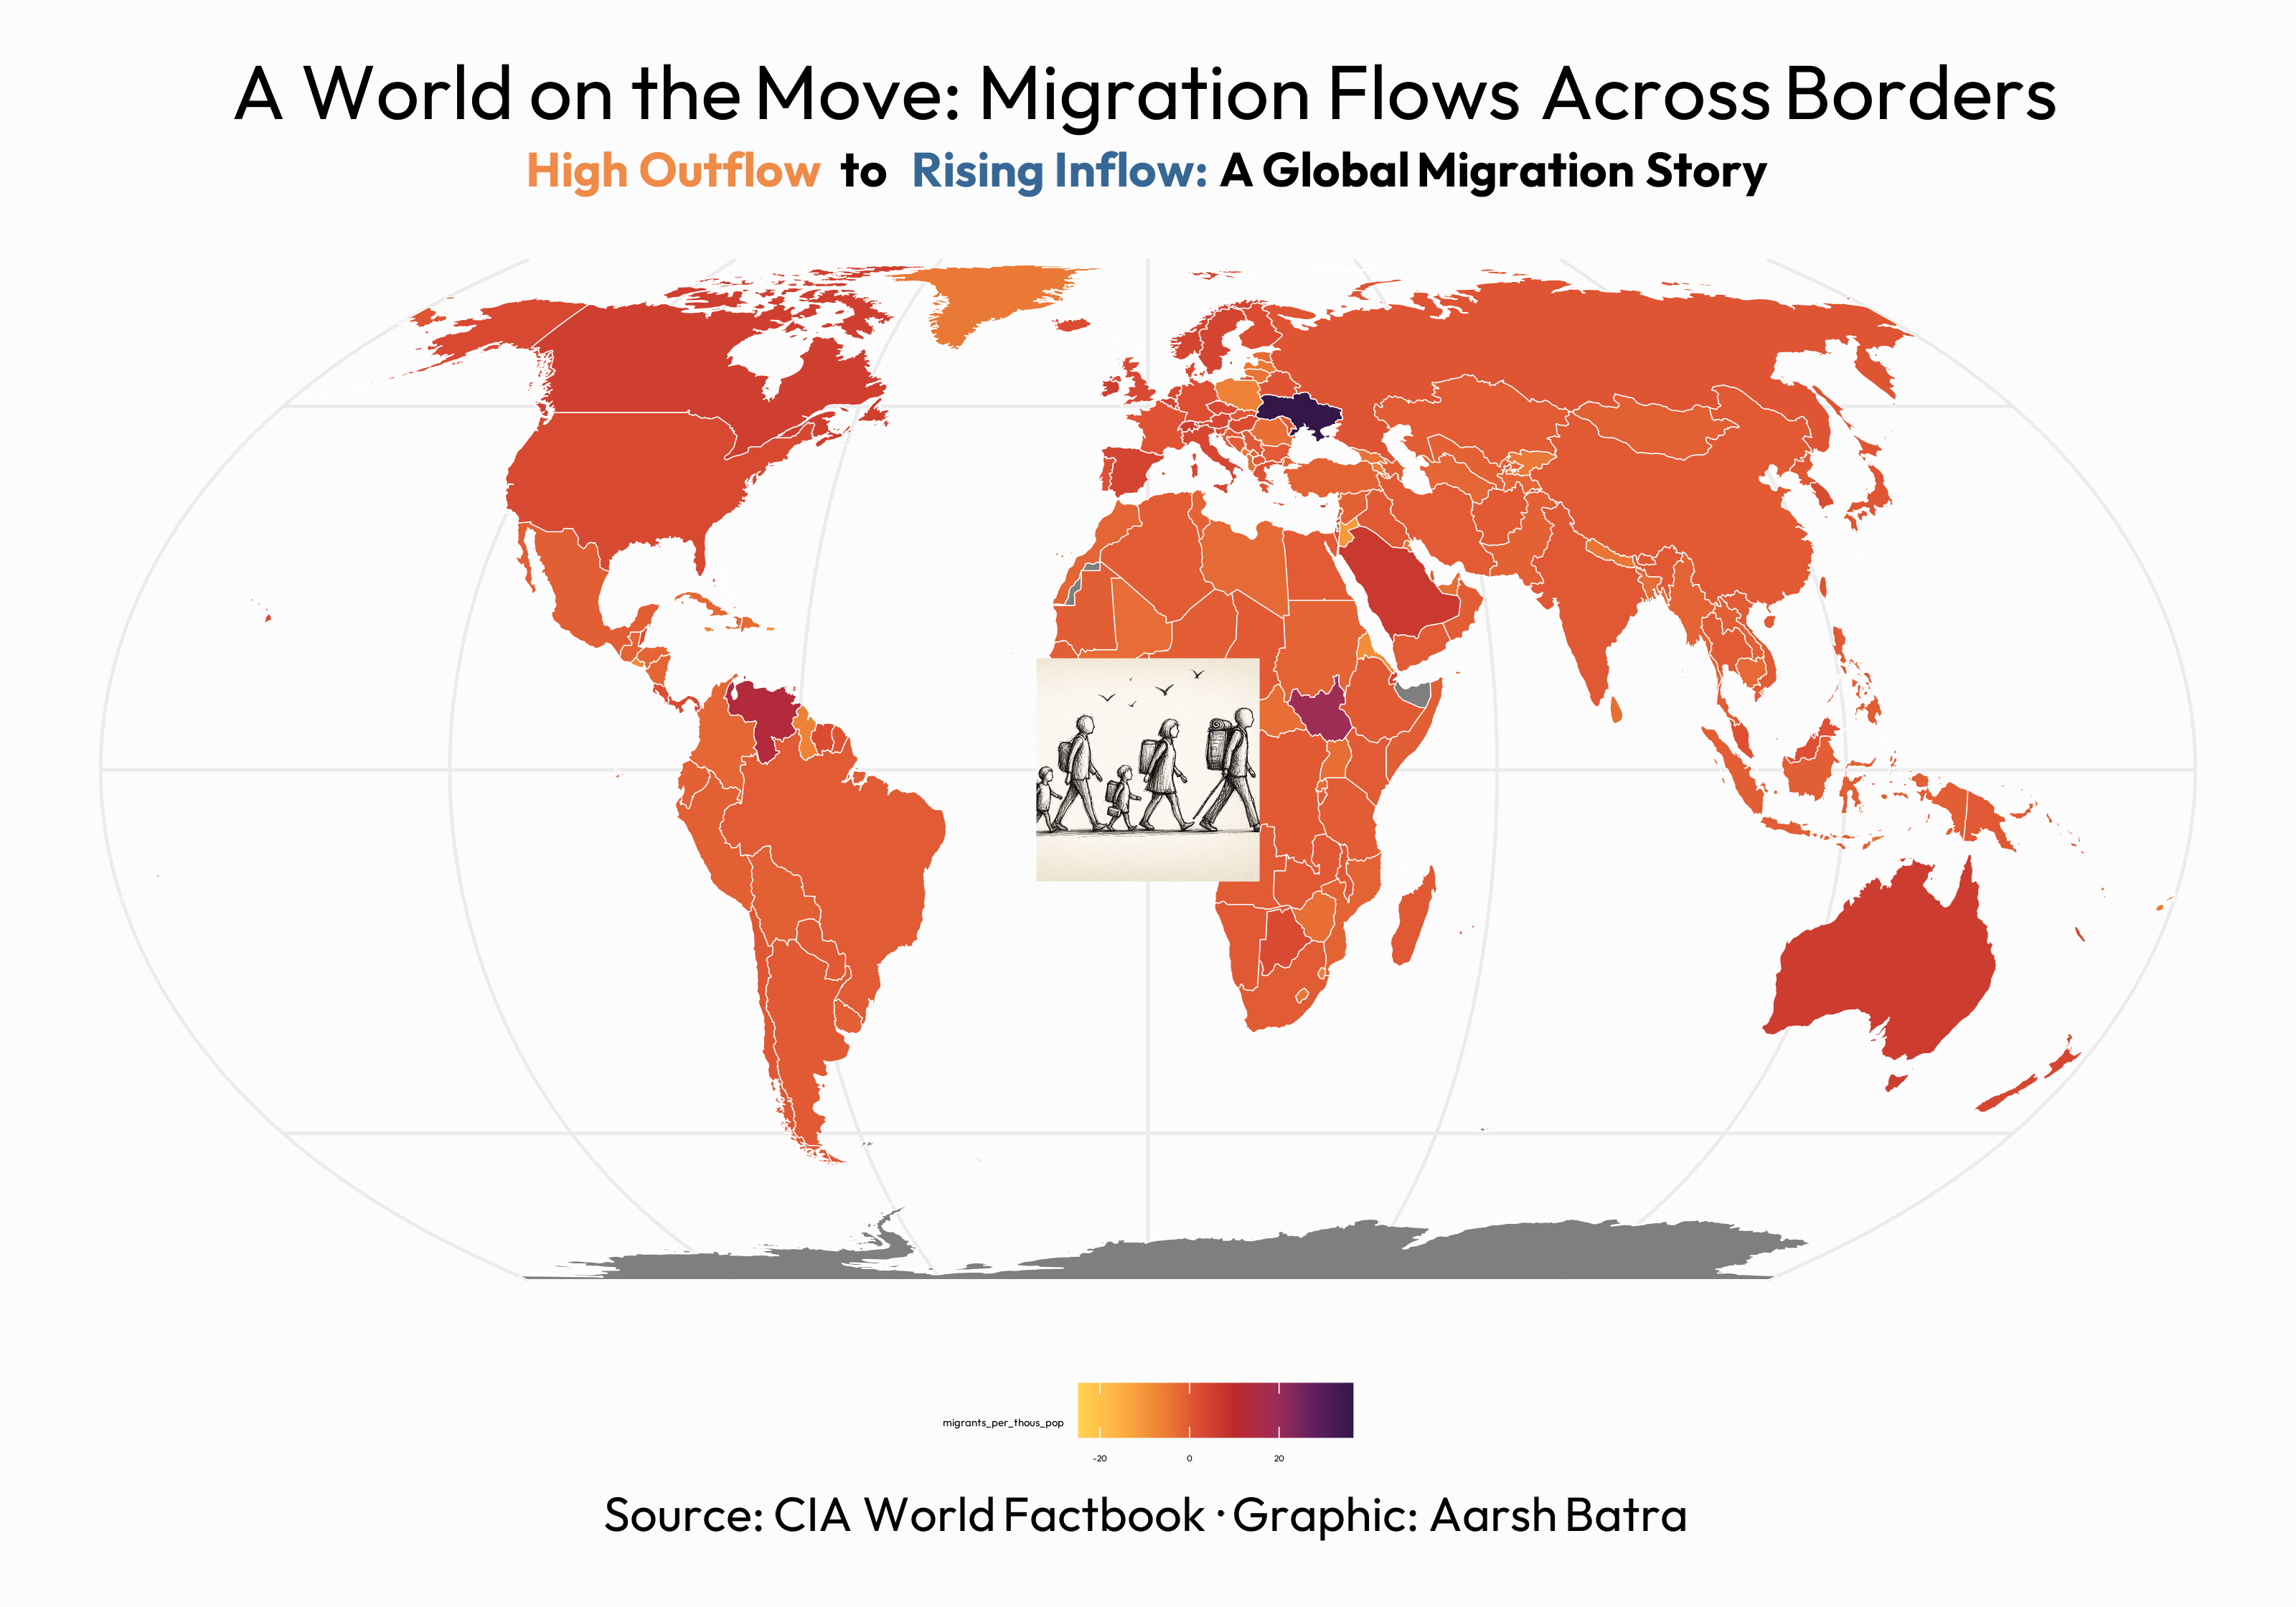 A World on the Move: Migration Flows Across Borders
High Outflow to Rising Inflow: A Global Migration Story
migrants_per_thous_pop
-20 0 20
Source: CIA World Factbook · Graphic: Aarsh Batra